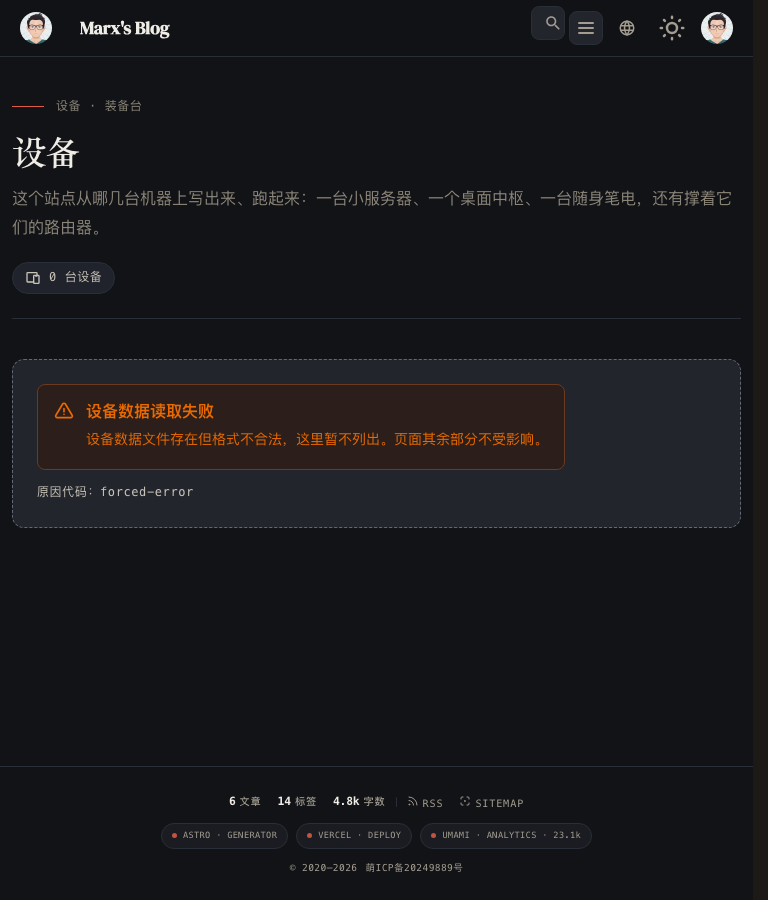 Marx's Blog
设备 · 装备台
设备
这个站点从哪几台机器上写出来、跑起来：一台小服务器、一个桌面中枢、一台随身笔电，还有撑着它
们的路由器。
0 台设备
设备数据读取失败
设备数据文件存在但格式不合法，这里暂不列出。页面其余部分不受影响。
原因代码：forced-error
6 文章 14 标签 4.8k 字数 | RSS SITEMAP
ASTRO · GENERATOR VERCEL · DEPLOY UMAMI · ANALYTICS · 23.1k
© 2020–2026 萌ICP备20249889号